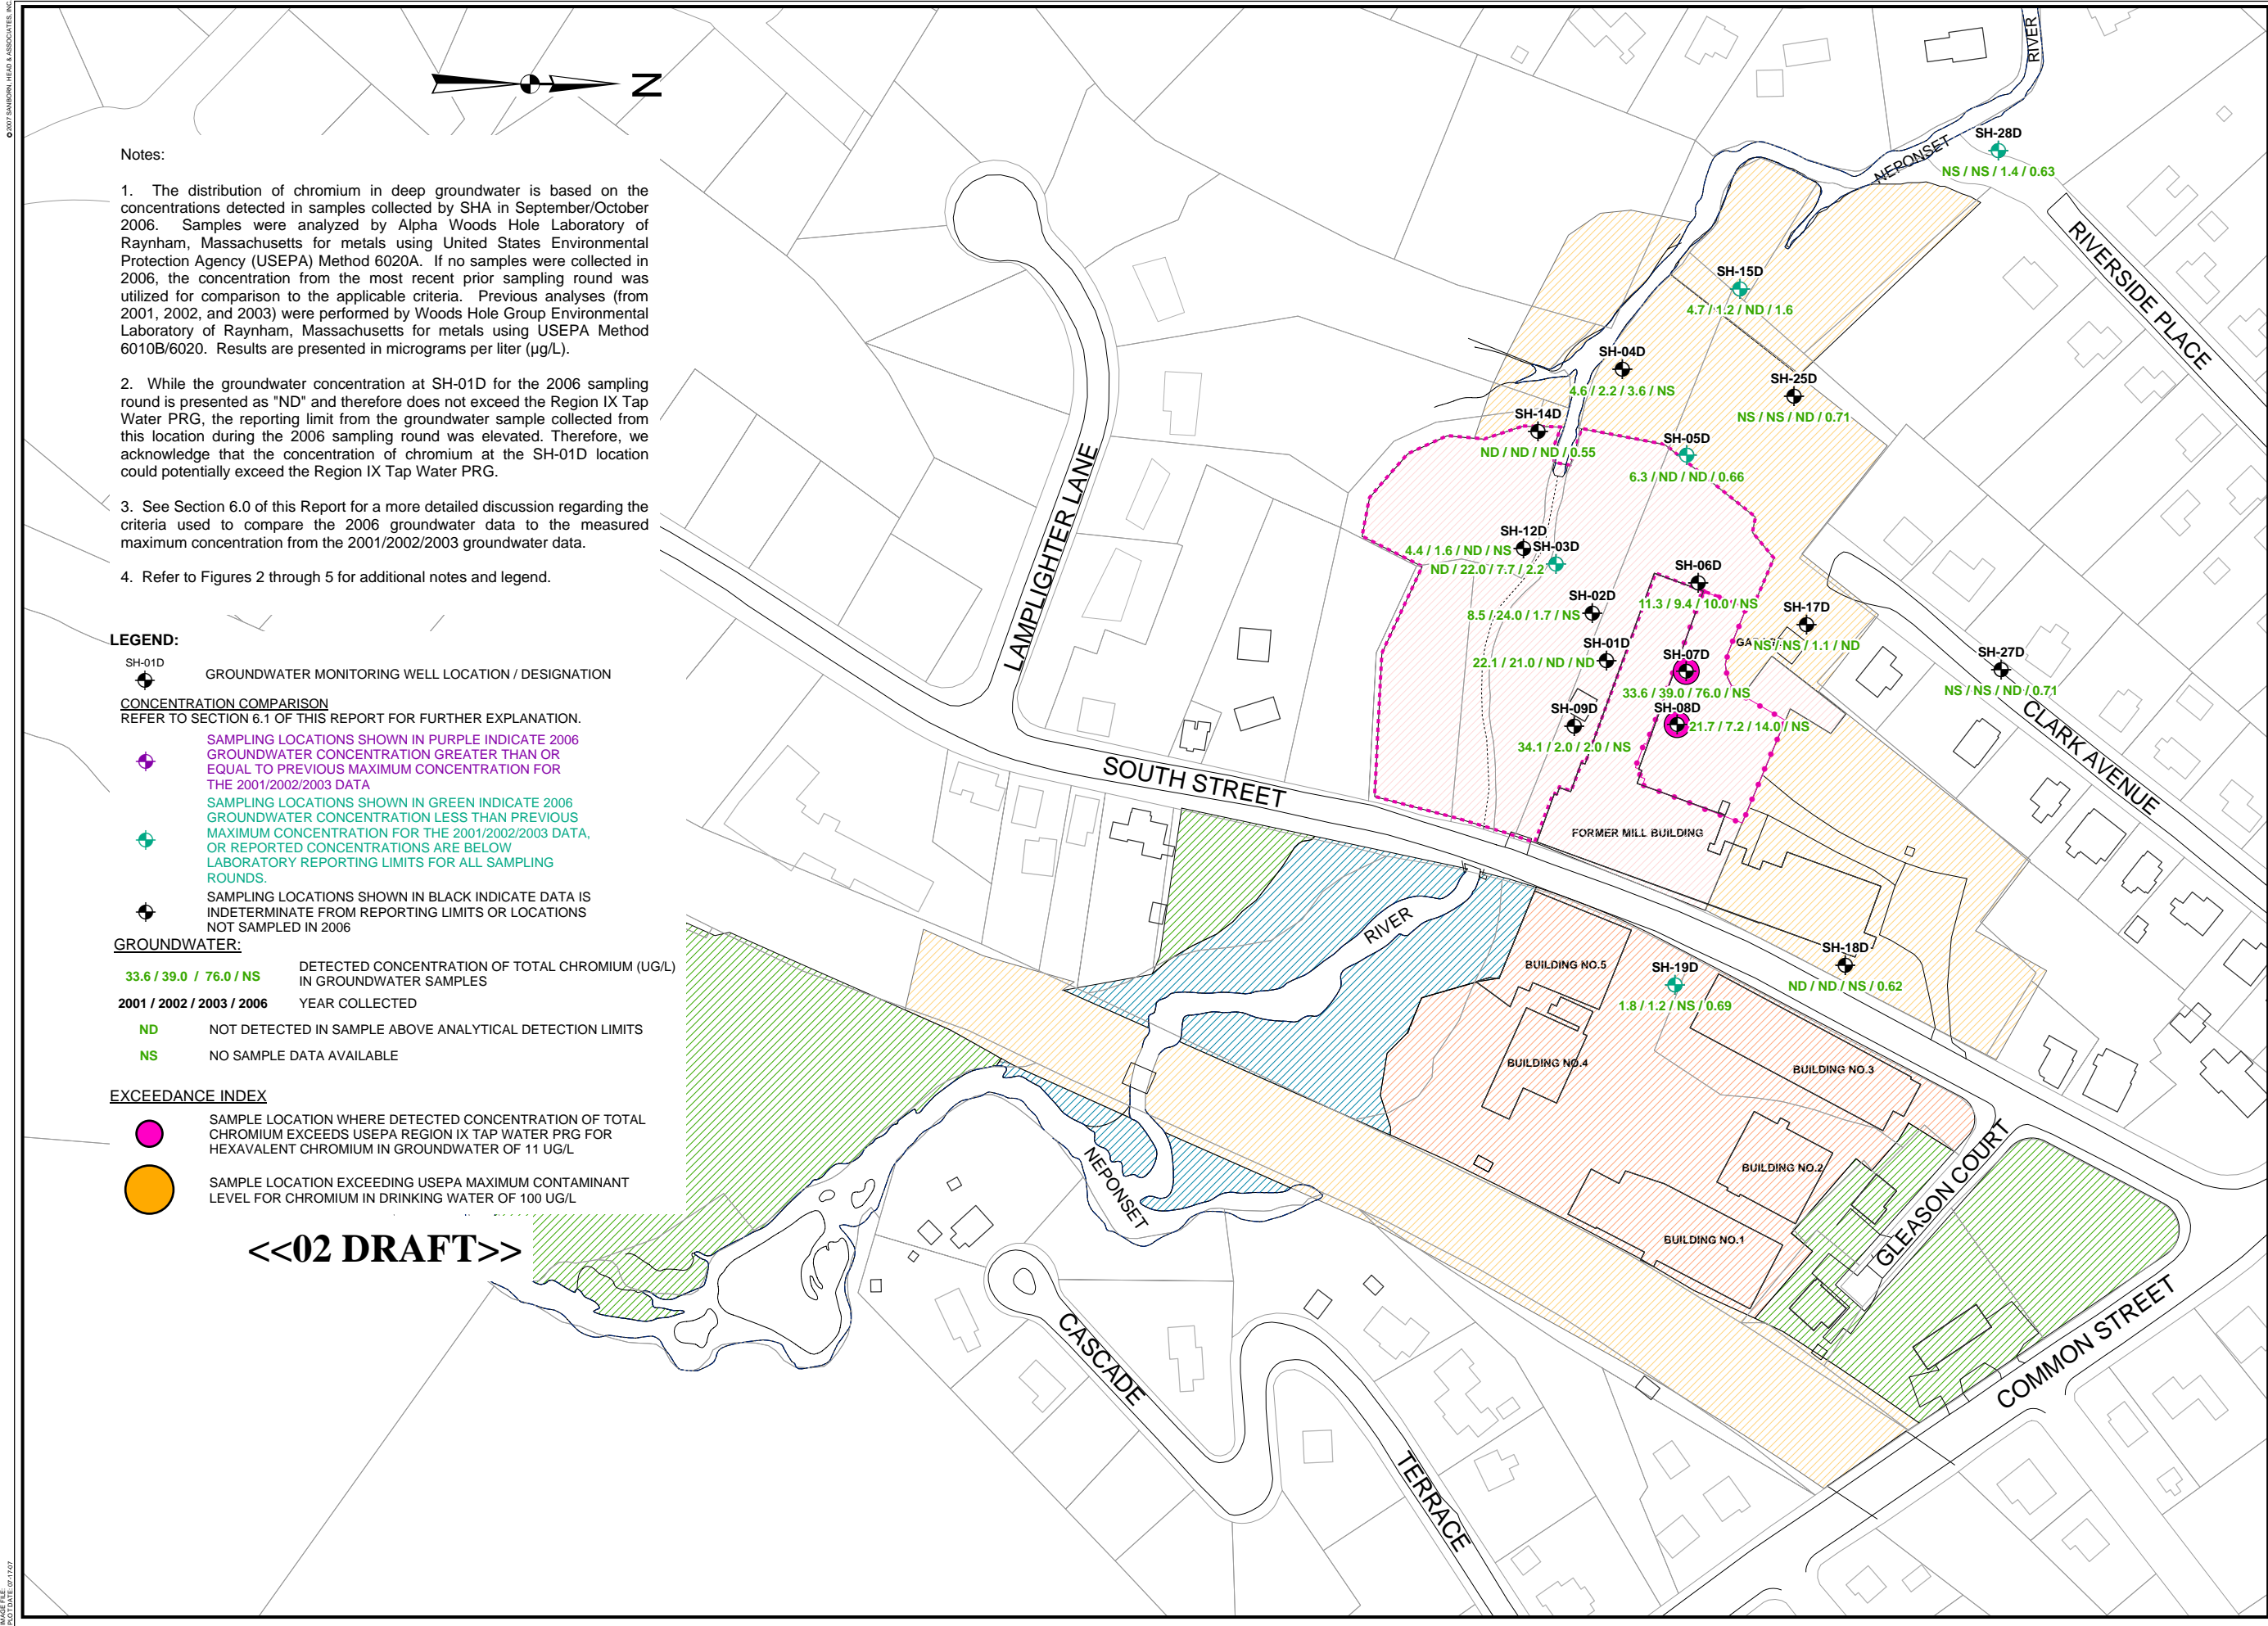 © 2007 SANBORN, HEAD & ASSOCIATES, INC.
N
Notes:
1. The distribution of chromium in deep groundwater is based on the
concentrations detected in samples collected by SHA in September/October
2006. Samples were analyzed by Alpha Woods Hole Laboratory of
Raynham, Massachusetts for metals using United States Environmental
Protection Agency (USEPA) Method 6020A. If no samples were collected in
2006, the concentration from the most recent prior sampling round was
utilized for comparison to the applicable criteria. Previous analyses (from
2001, 2002, and 2003) were performed by Woods Hole Group Environmental
Laboratory of Raynham, Massachusetts for metals using USEPA Method
6010B/6020. Results are presented in micrograms per liter (µg/L).
2. While the groundwater concentration at SH-01D for the 2006 sampling
round is presented as "ND" and therefore does not exceed the Region IX Tap
Water PRG, the reporting limit from the groundwater sample collected from
this location during the 2006 sampling round was elevated. Therefore, we
acknowledge that the concentration of chromium at the SH-01D location
could potentially exceed the Region IX Tap Water PRG.
3. See Section 6.0 of this Report for a more detailed discussion regarding the
criteria used to compare the 2006 groundwater data to the measured
maximum concentration from the 2001/2002/2003 groundwater data.
4. Refer to Figures 2 through 5 for additional notes and legend.
LEGEND:
SH-01D
GROUNDWATER MONITORING WELL LOCATION / DESIGNATION
CONCENTRATION COMPARISON
REFER TO SECTION 6.1 OF THIS REPORT FOR FURTHER EXPLANATION.
SAMPLING LOCATIONS SHOWN IN PURPLE INDICATE 2006
GROUNDWATER CONCENTRATION GREATER THAN OR
EQUAL TO PREVIOUS MAXIMUM CONCENTRATION FOR
THE 2001/2002/2003 DATA
SAMPLING LOCATIONS SHOWN IN GREEN INDICATE 2006
GROUNDWATER CONCENTRATION LESS THAN PREVIOUS
MAXIMUM CONCENTRATION FOR THE 2001/2002/2003 DATA,
OR REPORTED CONCENTRATIONS ARE BELOW
LABORATORY REPORTING LIMITS FOR ALL SAMPLING
ROUNDS.
SAMPLING LOCATIONS SHOWN IN BLACK INDICATE DATA IS
INDETERMINATE FROM REPORTING LIMITS OR LOCATIONS
NOT SAMPLED IN 2006
GROUNDWATER:
33.6 / 39.0 / 76.0 / NS
DETECTED CONCENTRATION OF TOTAL CHROMIUM (UG/L)
IN GROUNDWATER SAMPLES
2001 / 2002 / 2003 / 2006
YEAR COLLECTED
ND
NOT DETECTED IN SAMPLE ABOVE ANALYTICAL DETECTION LIMITS
NS
NO SAMPLE DATA AVAILABLE
EXCEEDANCE INDEX
SAMPLE LOCATION WHERE DETECTED CONCENTRATION OF TOTAL
CHROMIUM EXCEEDS USEPA REGION IX TAP WATER PRG FOR
HEXAVALENT CHROMIUM IN GROUNDWATER OF 11 UG/L
SAMPLE LOCATION EXCEEDING USEPA MAXIMUM CONTAMINANT
LEVEL FOR CHROMIUM IN DRINKING WATER OF 100 UG/L
<<02 DRAFT>>
RIVER
SH-28D
NEPONSET
NS / NS / 1.4 / 0.63
RIVERSIDE PLACE
SH-15D
4.7 / 1.2 / ND / 1.6
SH-04D
4.6 / 2.2 / 3.6 / NS
SH-25D
NS / NS / ND / 0.71
SH-14D
ND / ND / ND / 0.55
SH-05D
6.3 / ND / ND / 0.66
SH-12D
4.4 / 1.6 / ND / NS
SH-03D
ND / 22.0 / 7.7 / 2.2
SH-06D
11.3 / 9.4 / 10.0 / NS
SH-02D
8.5 / 24.0 / 1.7 / NS
SH-17D
NS / NS / 1.1 / ND
SH-01D
22.1 / 21.0 / ND / ND
SH-07D
33.6 / 39.0 / 76.0 / NS
SH-27D
NS / NS / ND / 0.71
SH-09D
34.1 / 2.0 / 2.0 / NS
SH-08D
21.7 / 7.2 / 14.0 / NS
CLARK AVENUE
LAMPLIGHTER LANE
SOUTH STREET
FORMER MILL BUILDING
RIVER
BUILDING NO.5
SH-19D
1.8 / 1.2 / NS / 0.69
SH-18D
ND / ND / NS / 0.62
BUILDING NO.4
BUILDING NO.3
BUILDING NO.2
BUILDING NO.1
NEPONSET
GLEASON COURT
COMMON STREET
CASCADE
TERRACE
IMAGE FILE:
PLOT DATE: 07-17-07